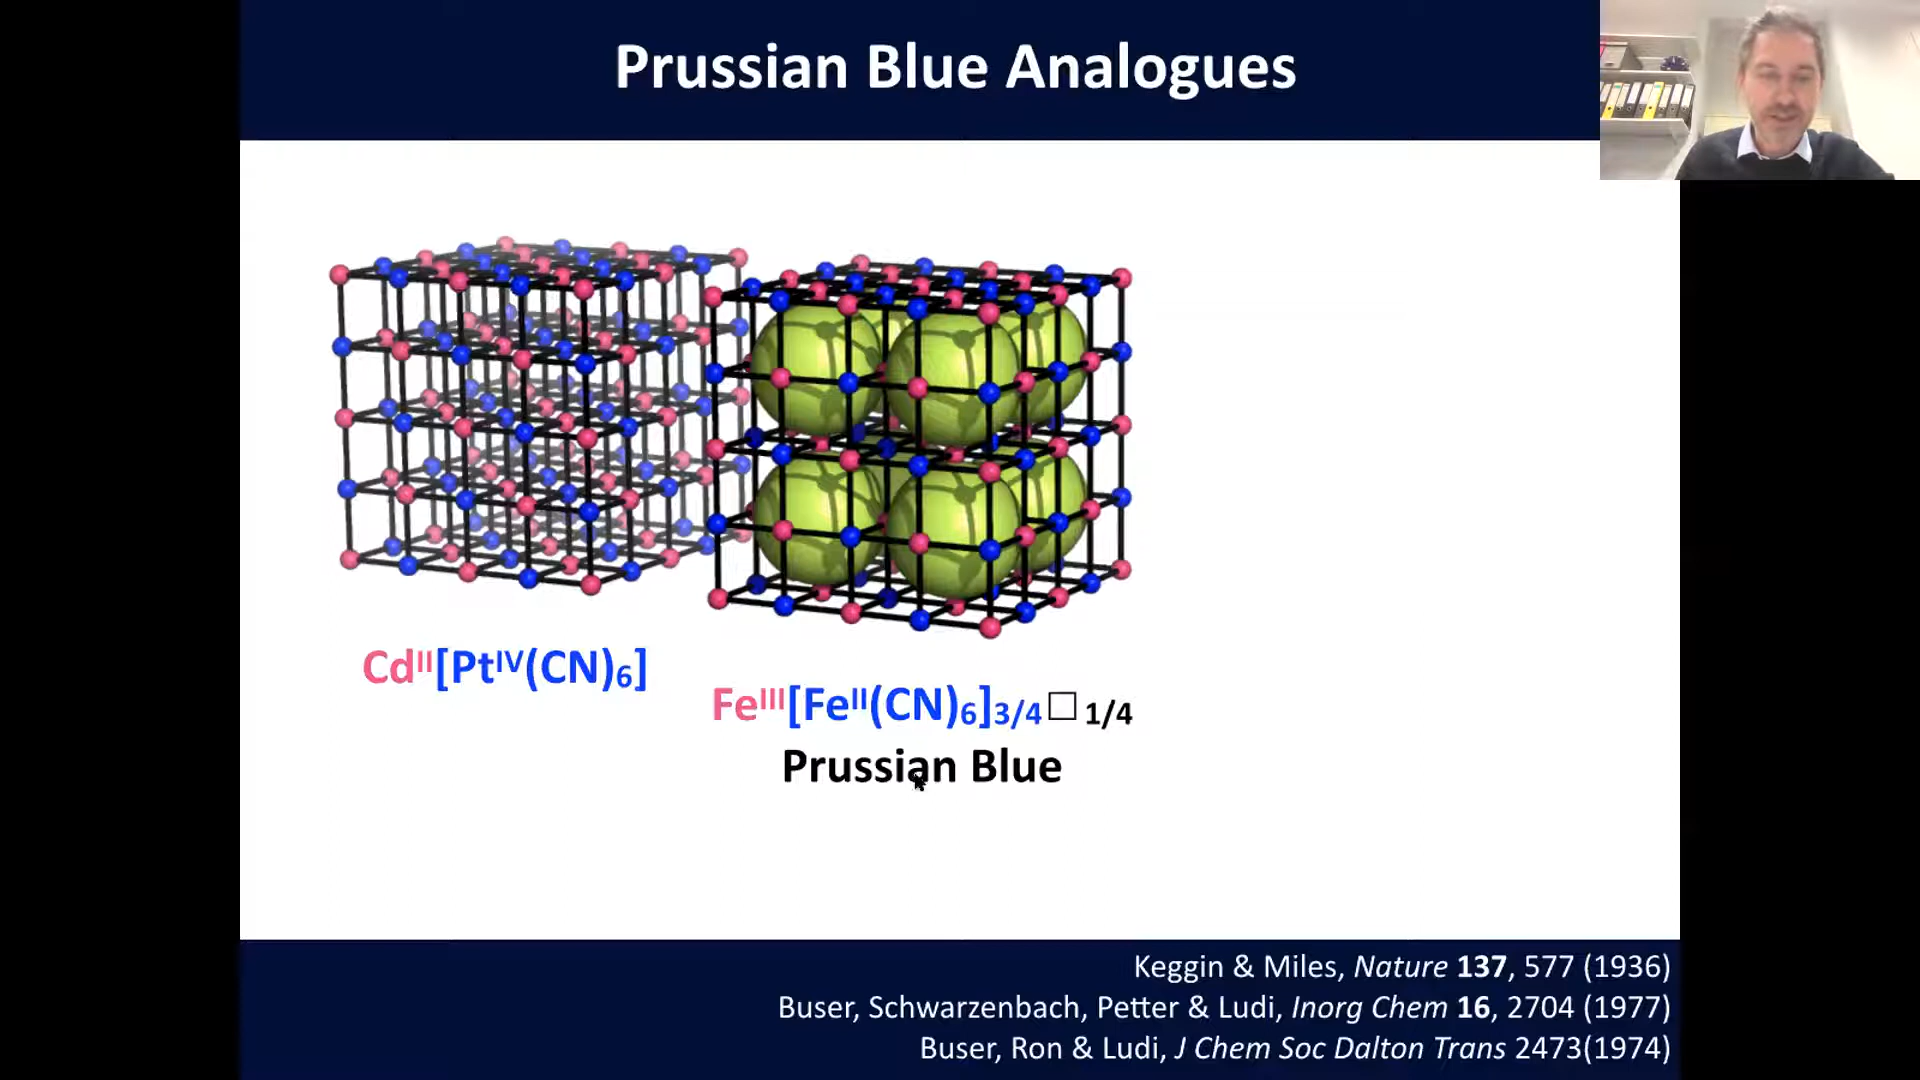 Prussian Blue Analogues
Cdᴵᴵ[Ptᴵⱽ(CN)₆]
Feᴵᴵᴵ[Feᴵᴵ(CN)₆]₃/₄□₁/₄
Prussian Blue
Keggin & Miles, Nature 137, 577 (1936)
Buser, Schwarzenbach, Petter & Ludi, Inorg Chem 16, 2704 (1977)
Buser, Ron & Ludi, J Chem Soc Dalton Trans 2473(1974)